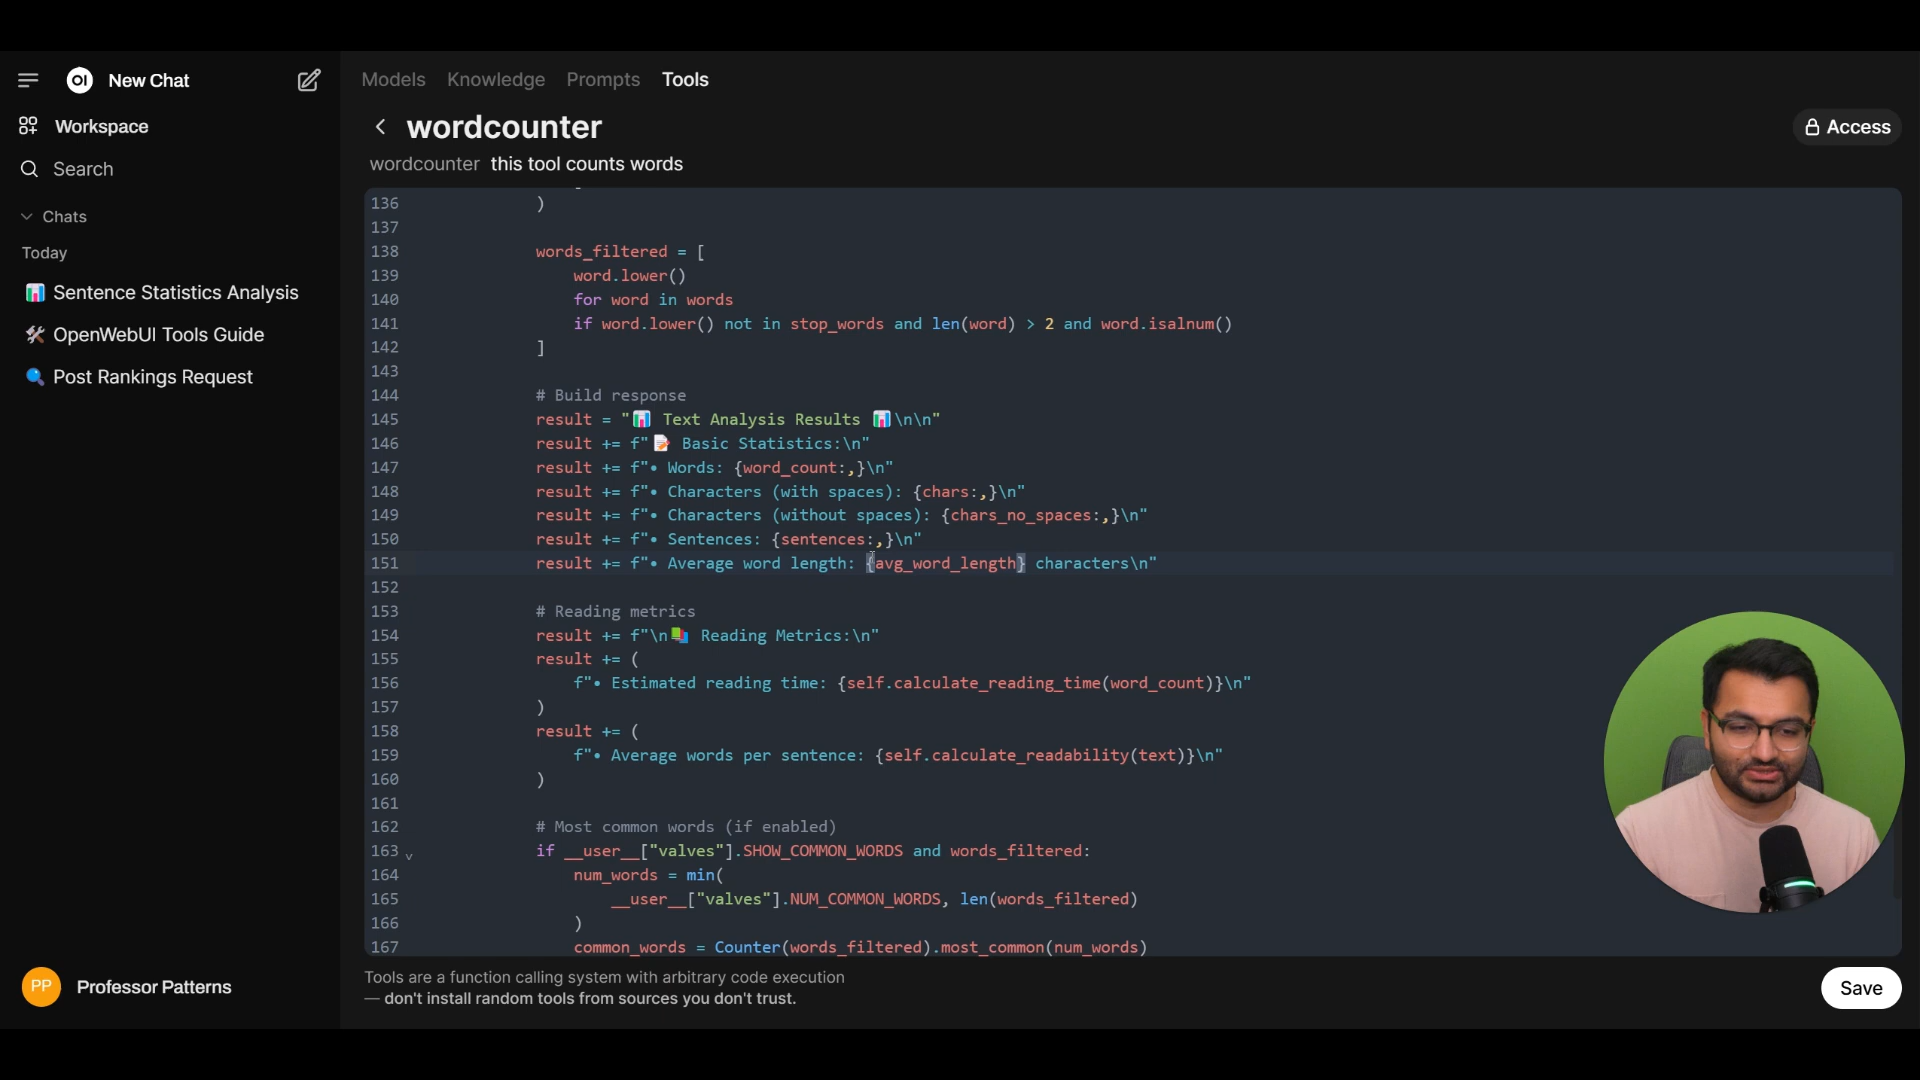 New Chat
Workspace
Search
Chats
Today
📊 Sentence Statistics Analysis
🛠️ OpenWebUI Tools Guide
🔍 Post Rankings Request
PP Professor Patterns
Models Knowledge Prompts Tools
wordcounter
Access
wordcounter this tool counts words
136 )
137
138 words_filtered = [
139 word.lower()
140 for word in words
141 if word.lower() not in stop_words and len(word) > 2 and word.isalnum()
142 ]
143
144 # Build response
145 result = "📊 Text Analysis Results 📊\n\n"
146 result += f"📝 Basic Statistics:\n"
147 result += f"• Words: {word_count:,}\n"
148 result += f"• Characters (with spaces): {chars:,}\n"
149 result += f"• Characters (without spaces): {chars_no_spaces:,}\n"
150 result += f"• Sentences: {sentences:,}\n"
151 result += f"• Average word length: {avg_word_length} characters\n"
152
153 # Reading metrics
154 result += f"\n📚 Reading Metrics:\n"
155 result += (
156 f"• Estimated reading time: {self.calculate_reading_time(word_count)}\n"
157 )
158 result += (
159 f"• Average words per sentence: {self.calculate_readability(text)}\n"
160 )
161
162 # Most common words (if enabled)
163 if __user__["valves"].SHOW_COMMON_WORDS and words_filtered:
164 num_words = min(
165 __user__["valves"].NUM_COMMON_WORDS, len(words_filtered)
166 )
167 common_words = Counter(words_filtered).most_common(num_words)
Tools are a function calling system with arbitrary code execution
— don't install random tools from sources you don't trust.
Save